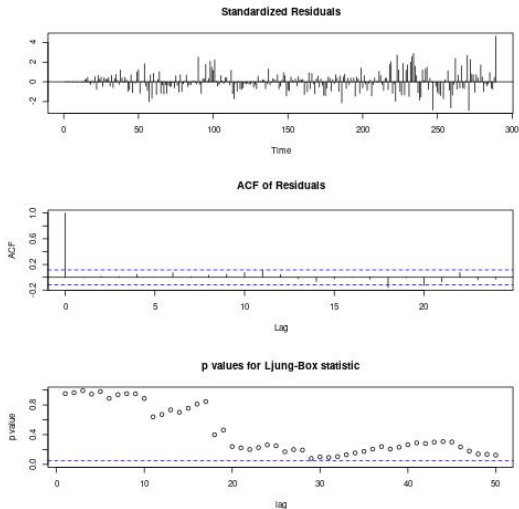 Standardized Residuals
4
2
0
-2
0 50 100 150 200 250 300
Time
ACF of Residuals
ACF
1.0
0.6
0.2
-0.2
0 5 10 15 20
Lag
p values for Ljung-Box statistic
p value
0.8
0.4
0.0
0 10 20 30 40 50
lag